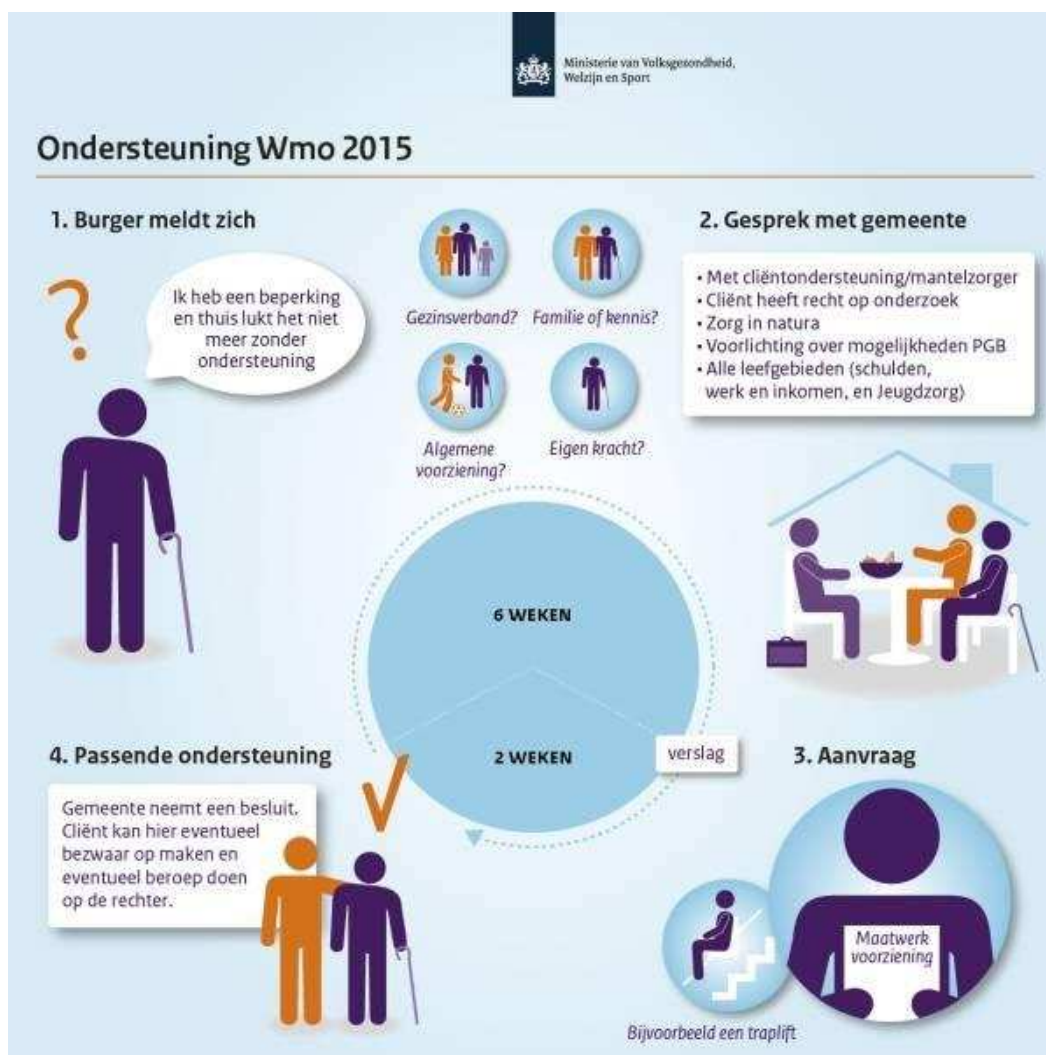 Ministerie van Volksgezondheid,
Welzijn en Sport
Ondersteuning Wmo 2015
1. Burger meldt zich
Ik heb een beperking
en thuis lukt het niet
meer zonder
ondersteuning
Gezinsverband?
Familie of kennis?
Algemene
voorziening?
Eigen kracht?
2. Gesprek met gemeente
• Met cliëntondersteuning/mantelzorger
• Cliënt heeft recht op onderzoek
• Zorg in natura
• Voorlichting over mogelijkheden PGB
• Alle leefgebieden (schulden,
werk en inkomen, en Jeugdzorg)
6 WEKEN
2 WEKEN
verslag
3. Aanvraag
Maatwerk
voorziening
Bijvoorbeeld een traplift
4. Passende ondersteuning
Gemeente neemt een besluit.
Cliënt kan hier eventueel
bezwaar op maken en
eventueel beroep doen
op de rechter.